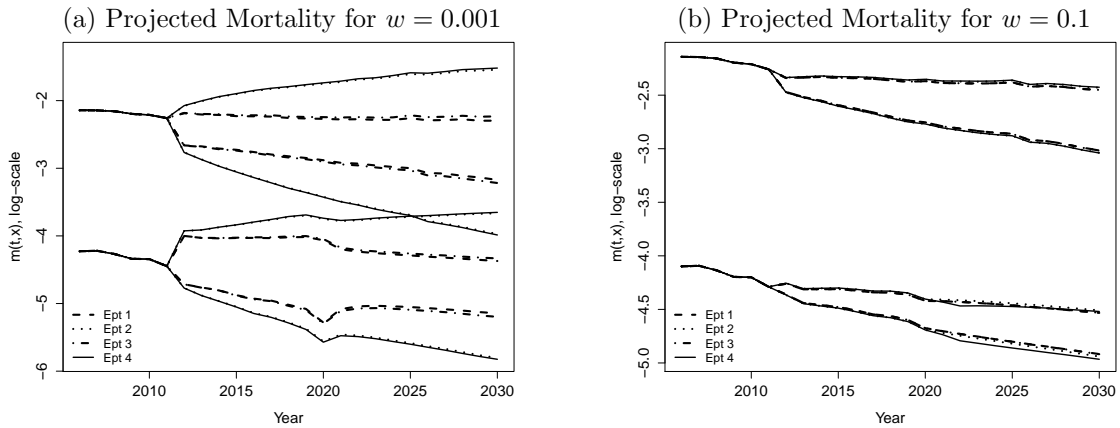 (a) Projected Mortality for w = 0.001
m(t,x), log−scale
−2
−3
−4
−5
−6
Ept 1
Ept 2
Ept 3
Ept 4
2010 2015 2020 2025 2030
Year
(b) Projected Mortality for w = 0.1
m(t,x), log−scale
−2.5
−3.0
−3.5
−4.0
−4.5
−5.0
Ept 1
Ept 2
Ept 3
Ept 4
2010 2015 2020 2025 2030
Year